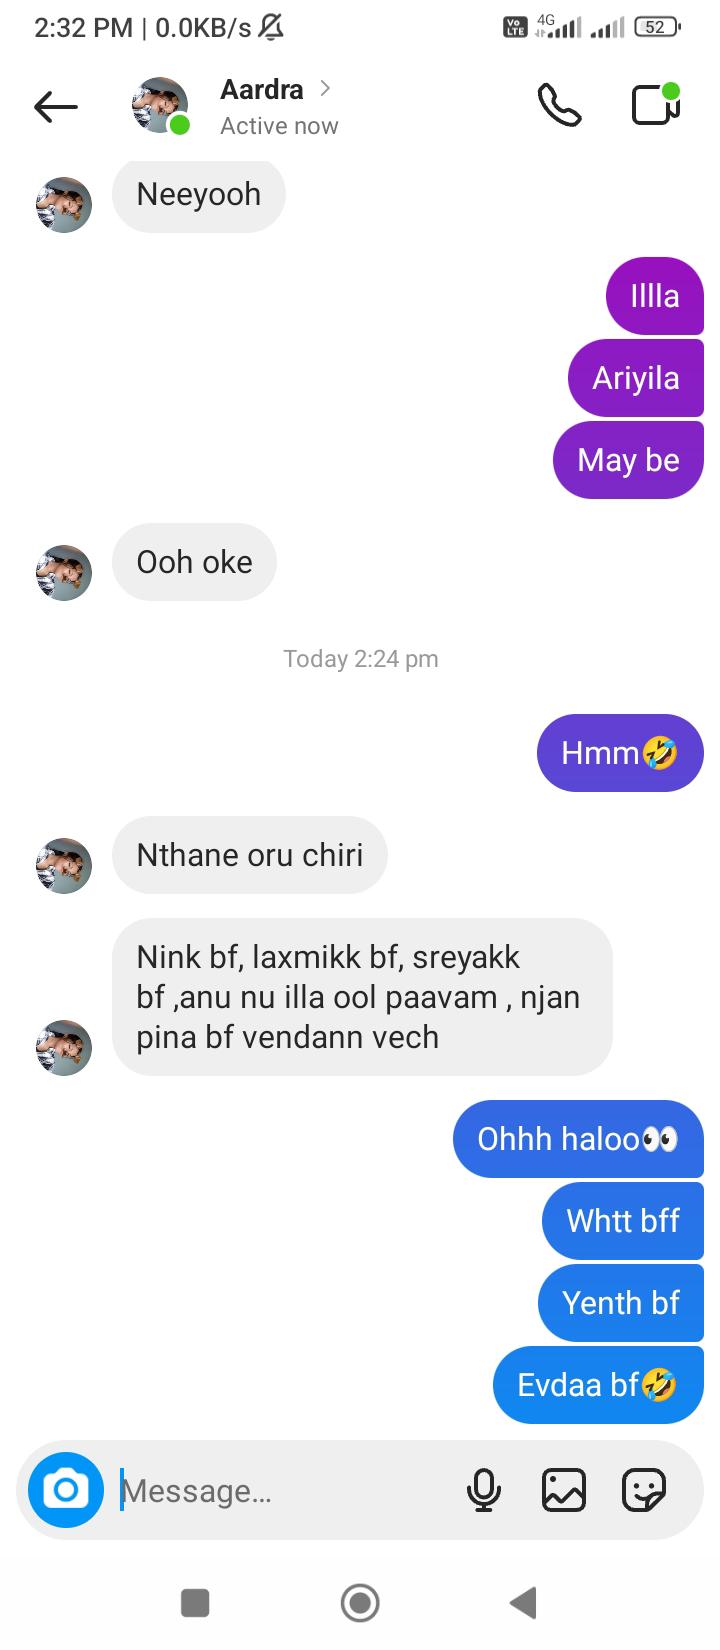 2:32 PM | 0.0KB/s
Vo LTE 4G 52
Aardra
Active now
Neeyooh
Illla
Ariyila
May be
Ooh oke
Today 2:24 pm
Hmm🤣
Nthane oru chiri
Nink bf, laxmikk bf, sreyakk
bf ,anu nu illa ool paavam , njan
pina bf vendann vech
Ohhh haloo👀
Whtt bff
Yenth bf
Evdaa bf🤣
Message...